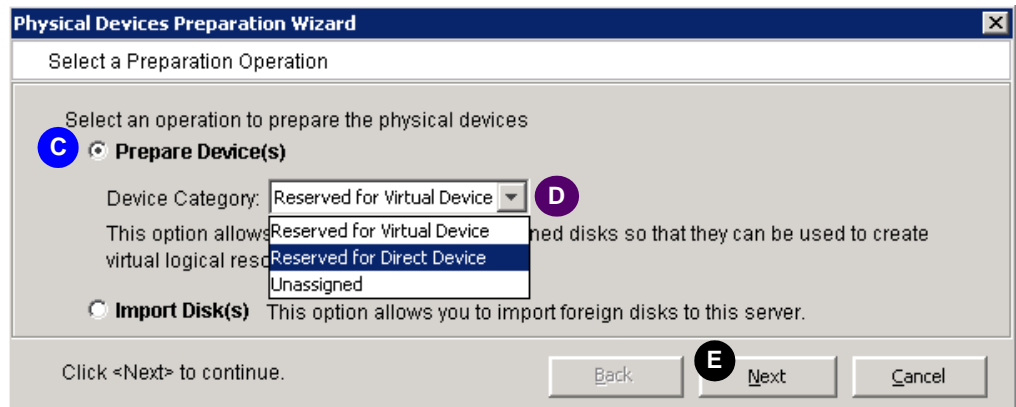 Physical Devices Preparation Wizard
Select a Preparation Operation
Select an operation to prepare the physical devices
C Prepare Device(s)
Device Category: Reserved for Virtual Device D
Reserved for Virtual Device
This option allows ned disks so that they can be used to create
Reserved for Direct Device
virtual logical
Unassigned
Import Disk(s) This option allows you to import foreign disks to this server.
Click <Next> to continue. Back E Next Cancel